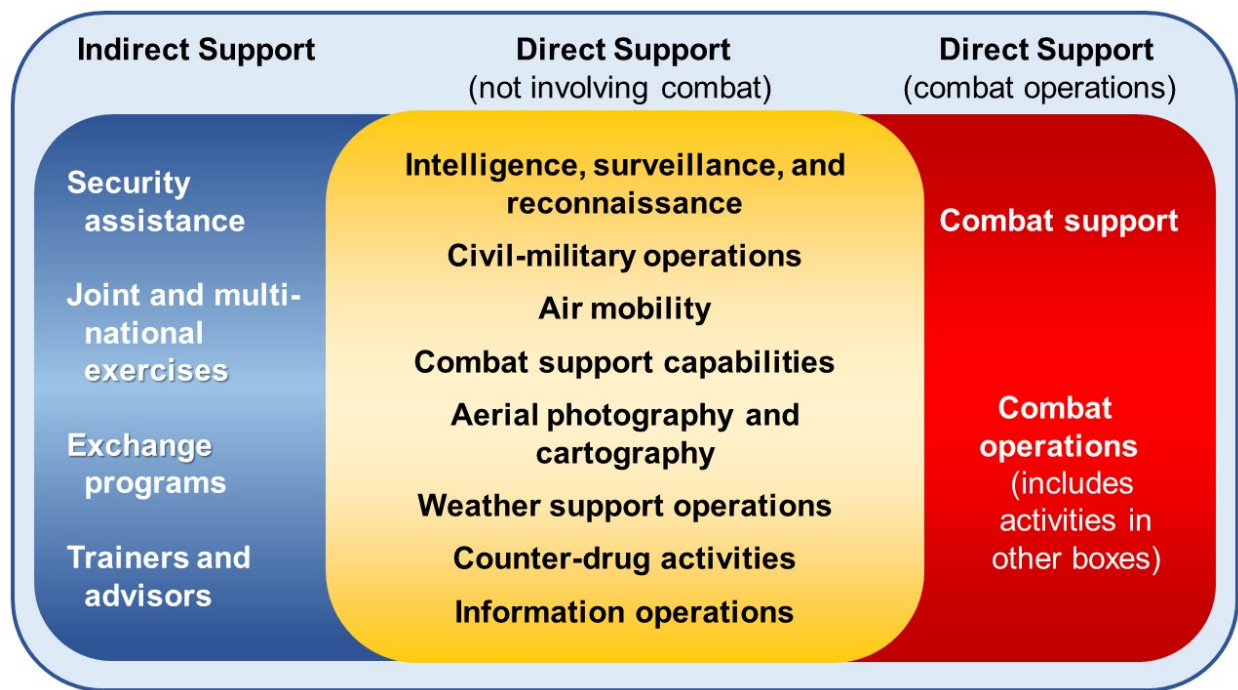 Indirect Support
Direct Support
(not involving combat)
Direct Support
(combat operations)
Security
assistance
Joint and multi-
national
exercises
Exchange
programs
Trainers and
advisors
Intelligence, surveillance, and
reconnaissance
Civil-military operations
Air mobility
Combat support capabilities
Aerial photography and
cartography
Weather support operations
Counter-drug activities
Information operations
Combat support
Combat
operations
(includes
activities in
other boxes)